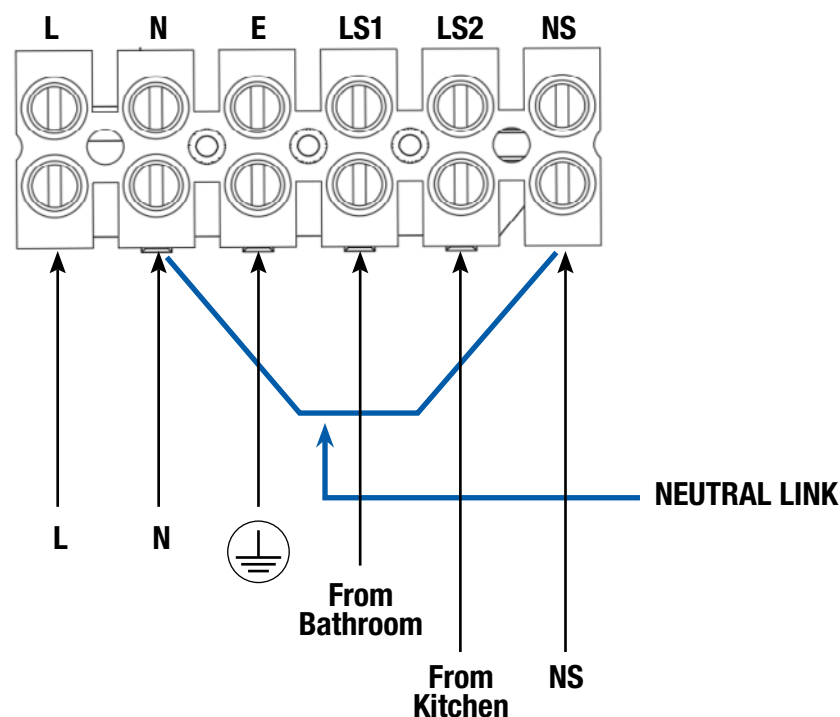 L N E LS1 LS2 NS
NEUTRAL LINK
L N
From
Bathroom
From
Kitchen
NS